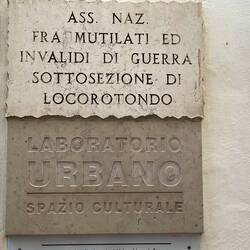 ASS. NAZ.
FRA MUTILATI ED
INVALIDI DI GUERRA
SOTTOSEZIONE DI
LOCOROTONDO
LABORATORIO
URBANO
SPAZIO CULTURALE